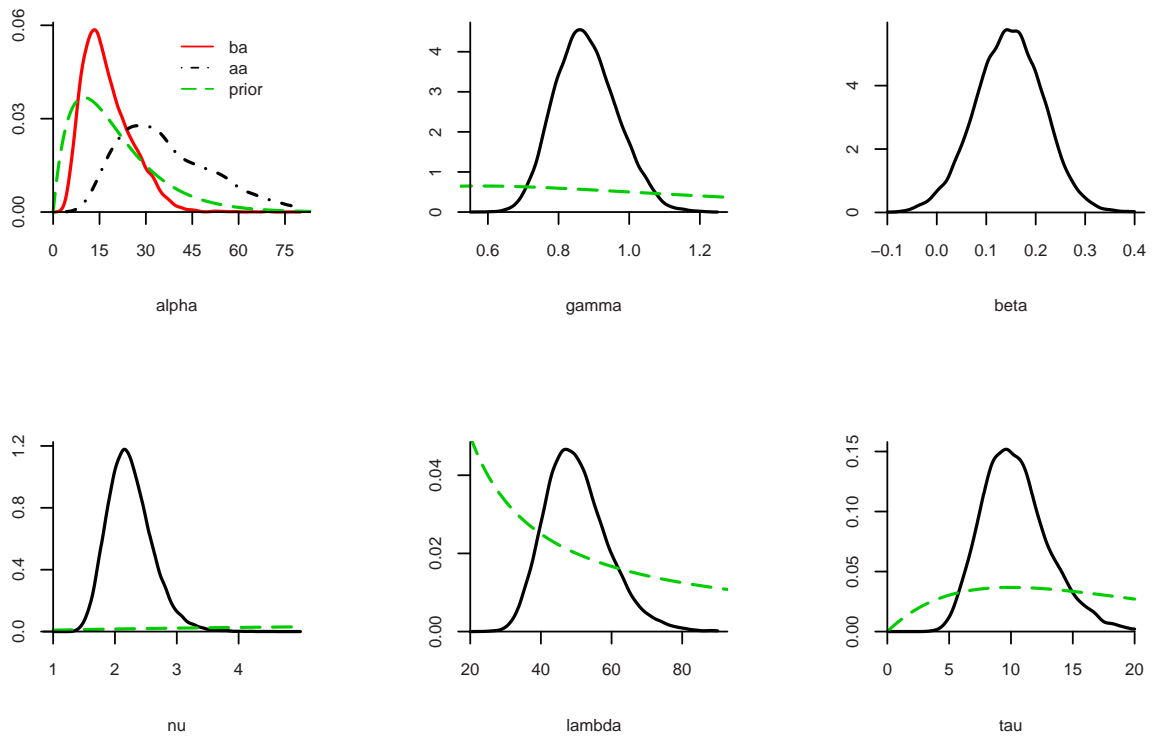 0.00 0.03 0.06
ba
aa
prior
0 15 30 45 60 75
alpha
0 1 2 3 4
0.6 0.8 1.0 1.2
gamma
0 2 4
−0.1 0.0 0.1 0.2 0.3 0.4
beta
0.0 0.4 0.8 1.2
1 2 3 4
nu
0.00 0.02 0.04
20 40 60 80
lambda
0.00 0.05 0.10 0.15
0 5 10 15 20
tau